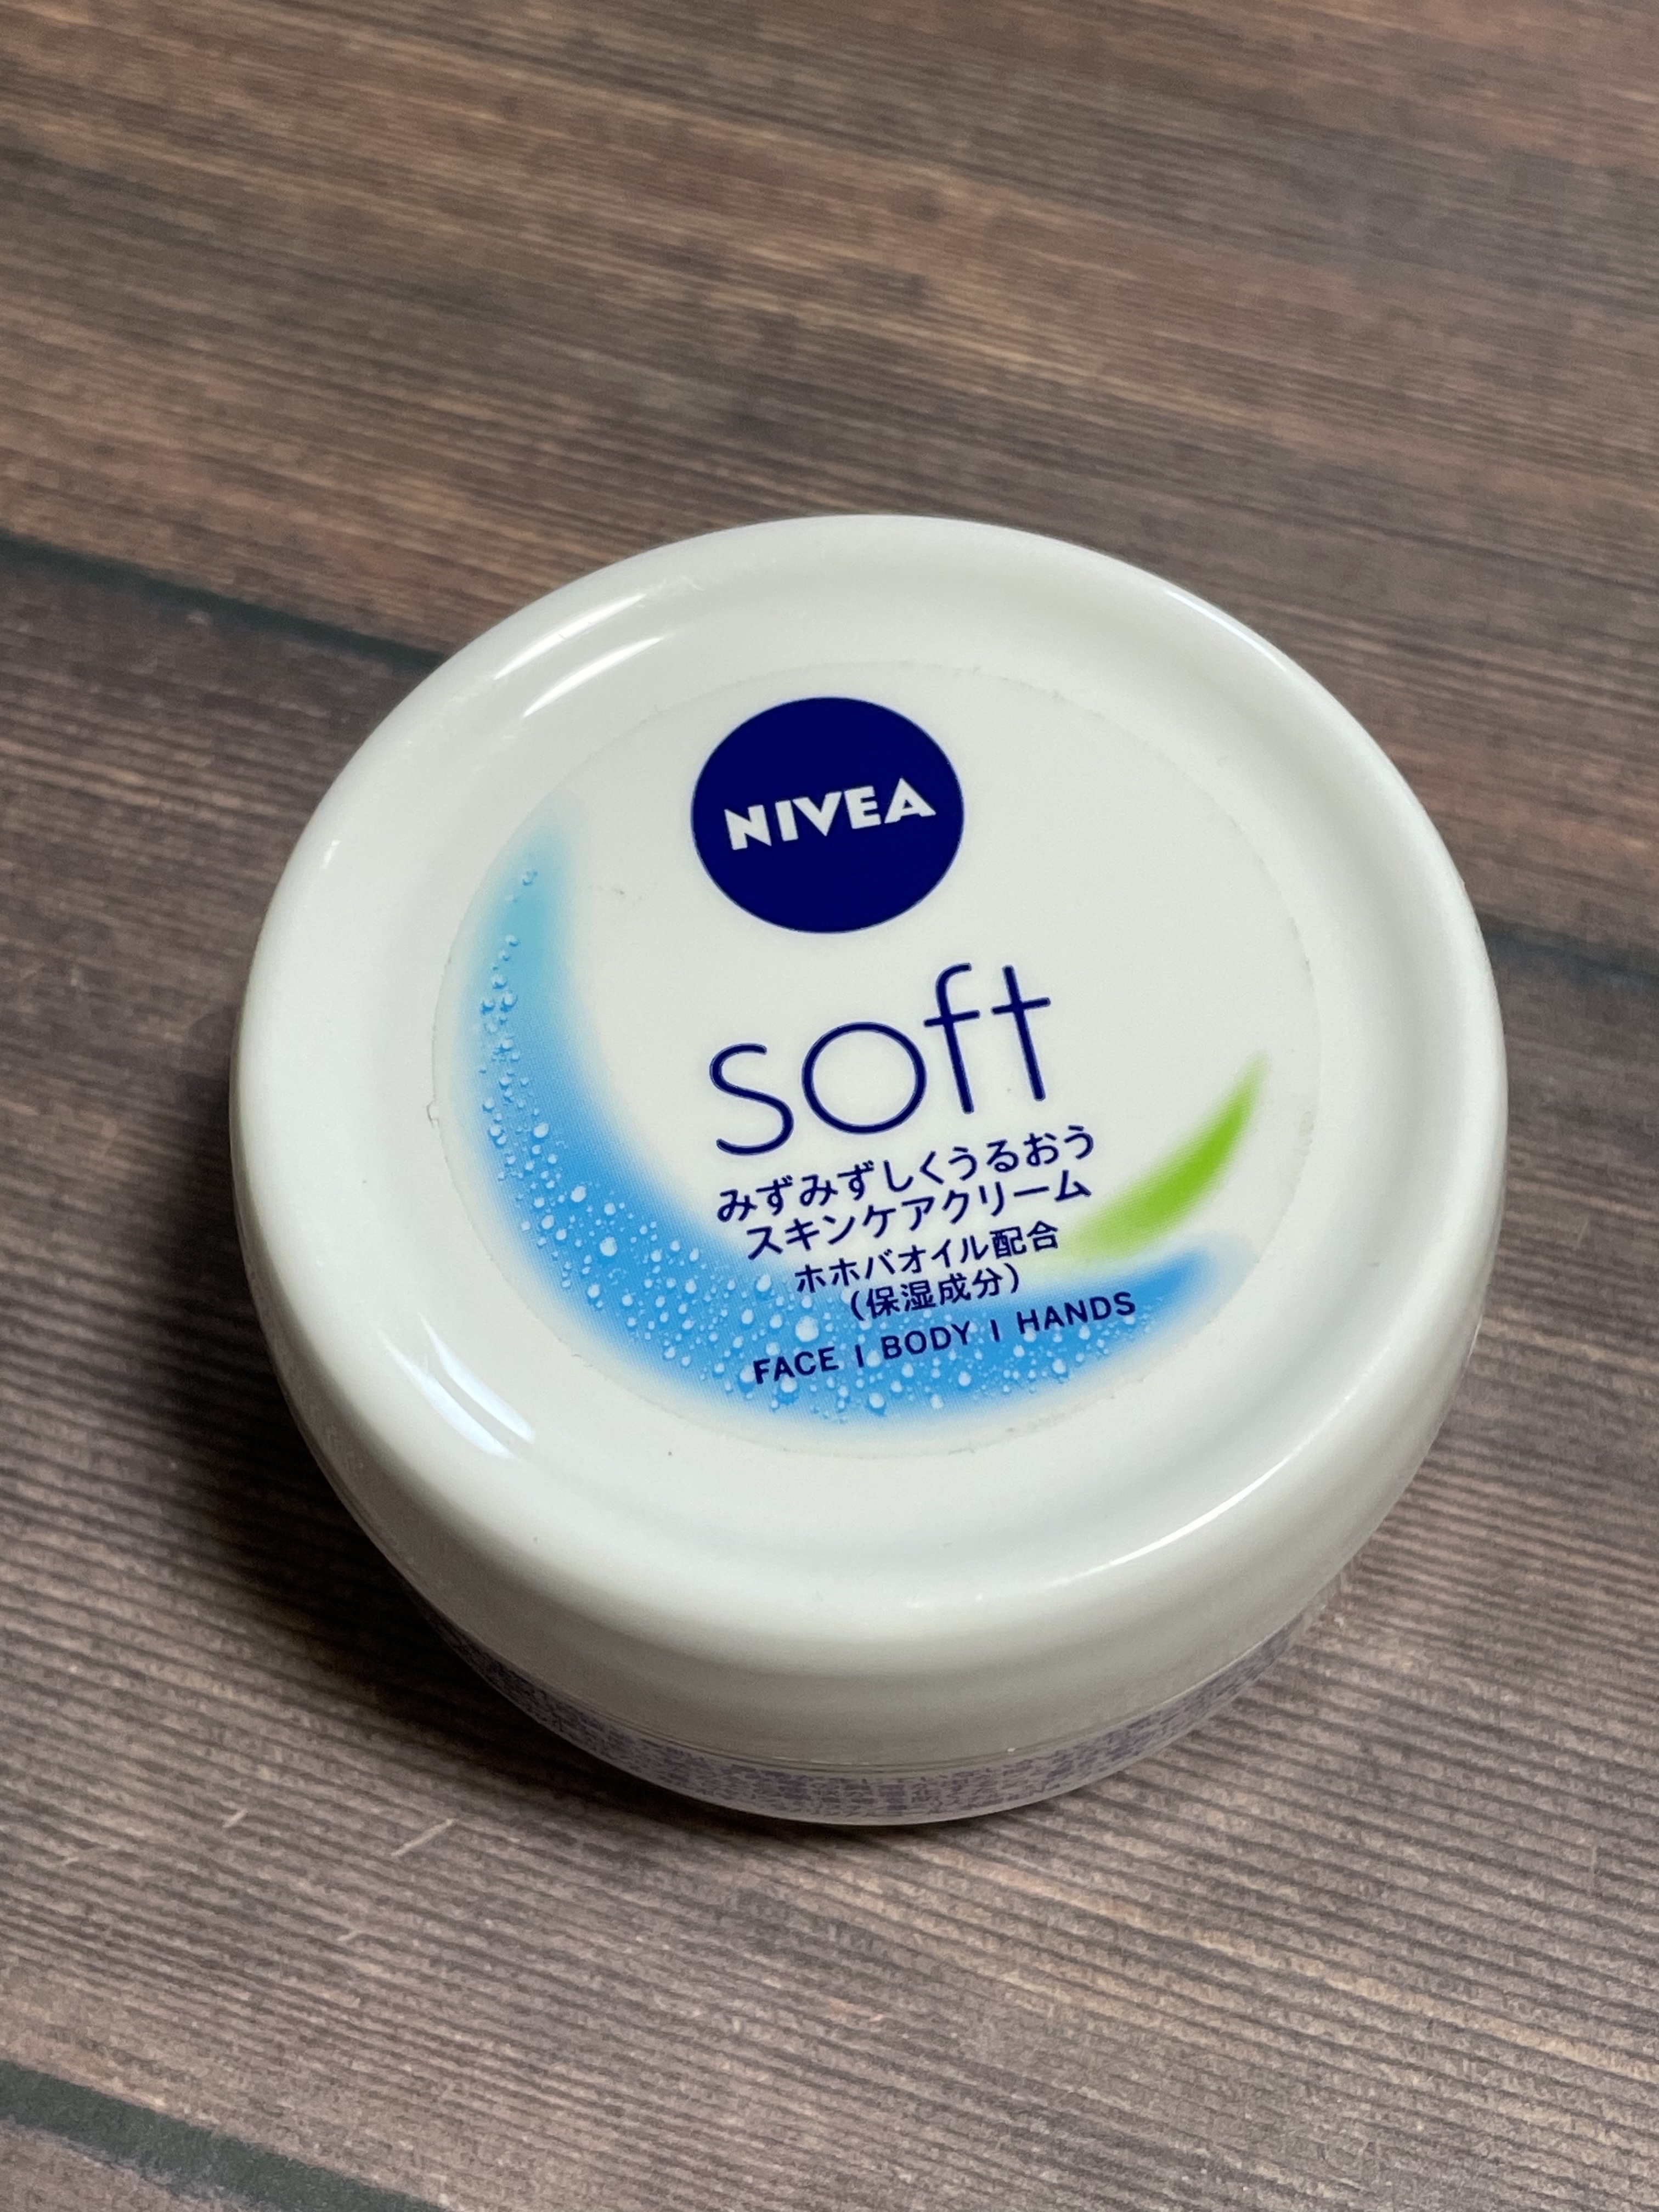 NIVEA
soft
みずみずしくうるおう
スキンケアクリーム
ホホバオイル配合
(保湿成分)
FACE I BODY I HANDS